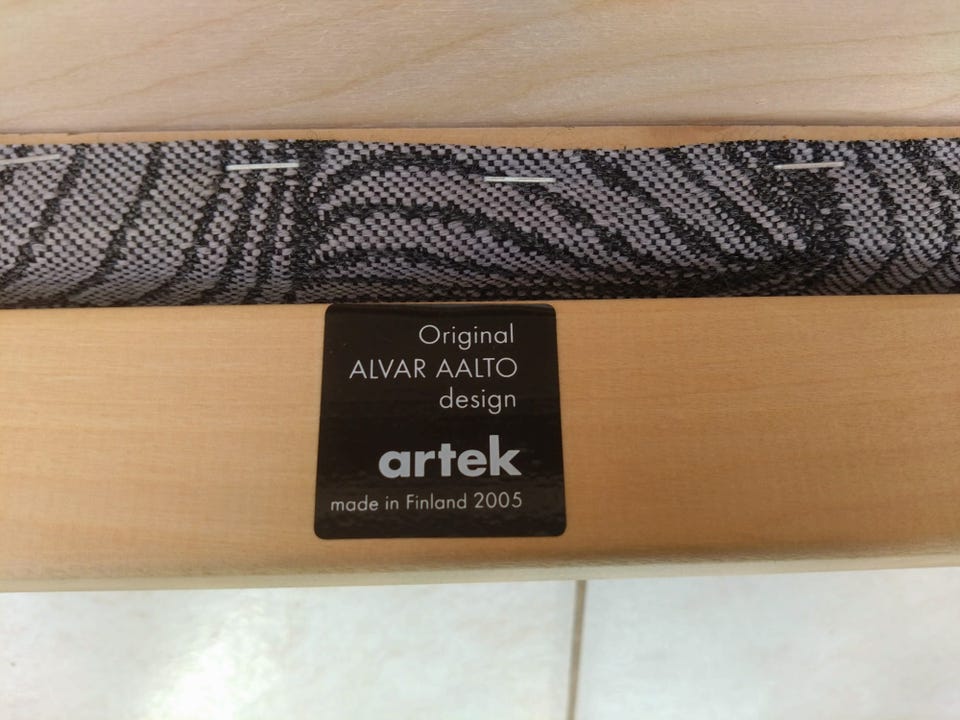 Original
ALVAR AALTO
design
artek
made in Finland 2005